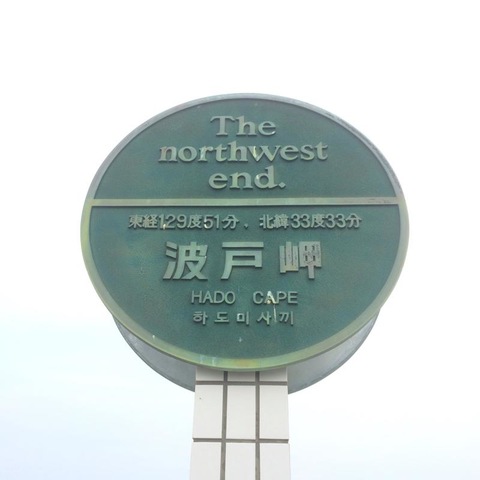 The
northwest
end.
東経129度51分、北緯33度33分
波戸岬
HADO CAPE
하도미사끼